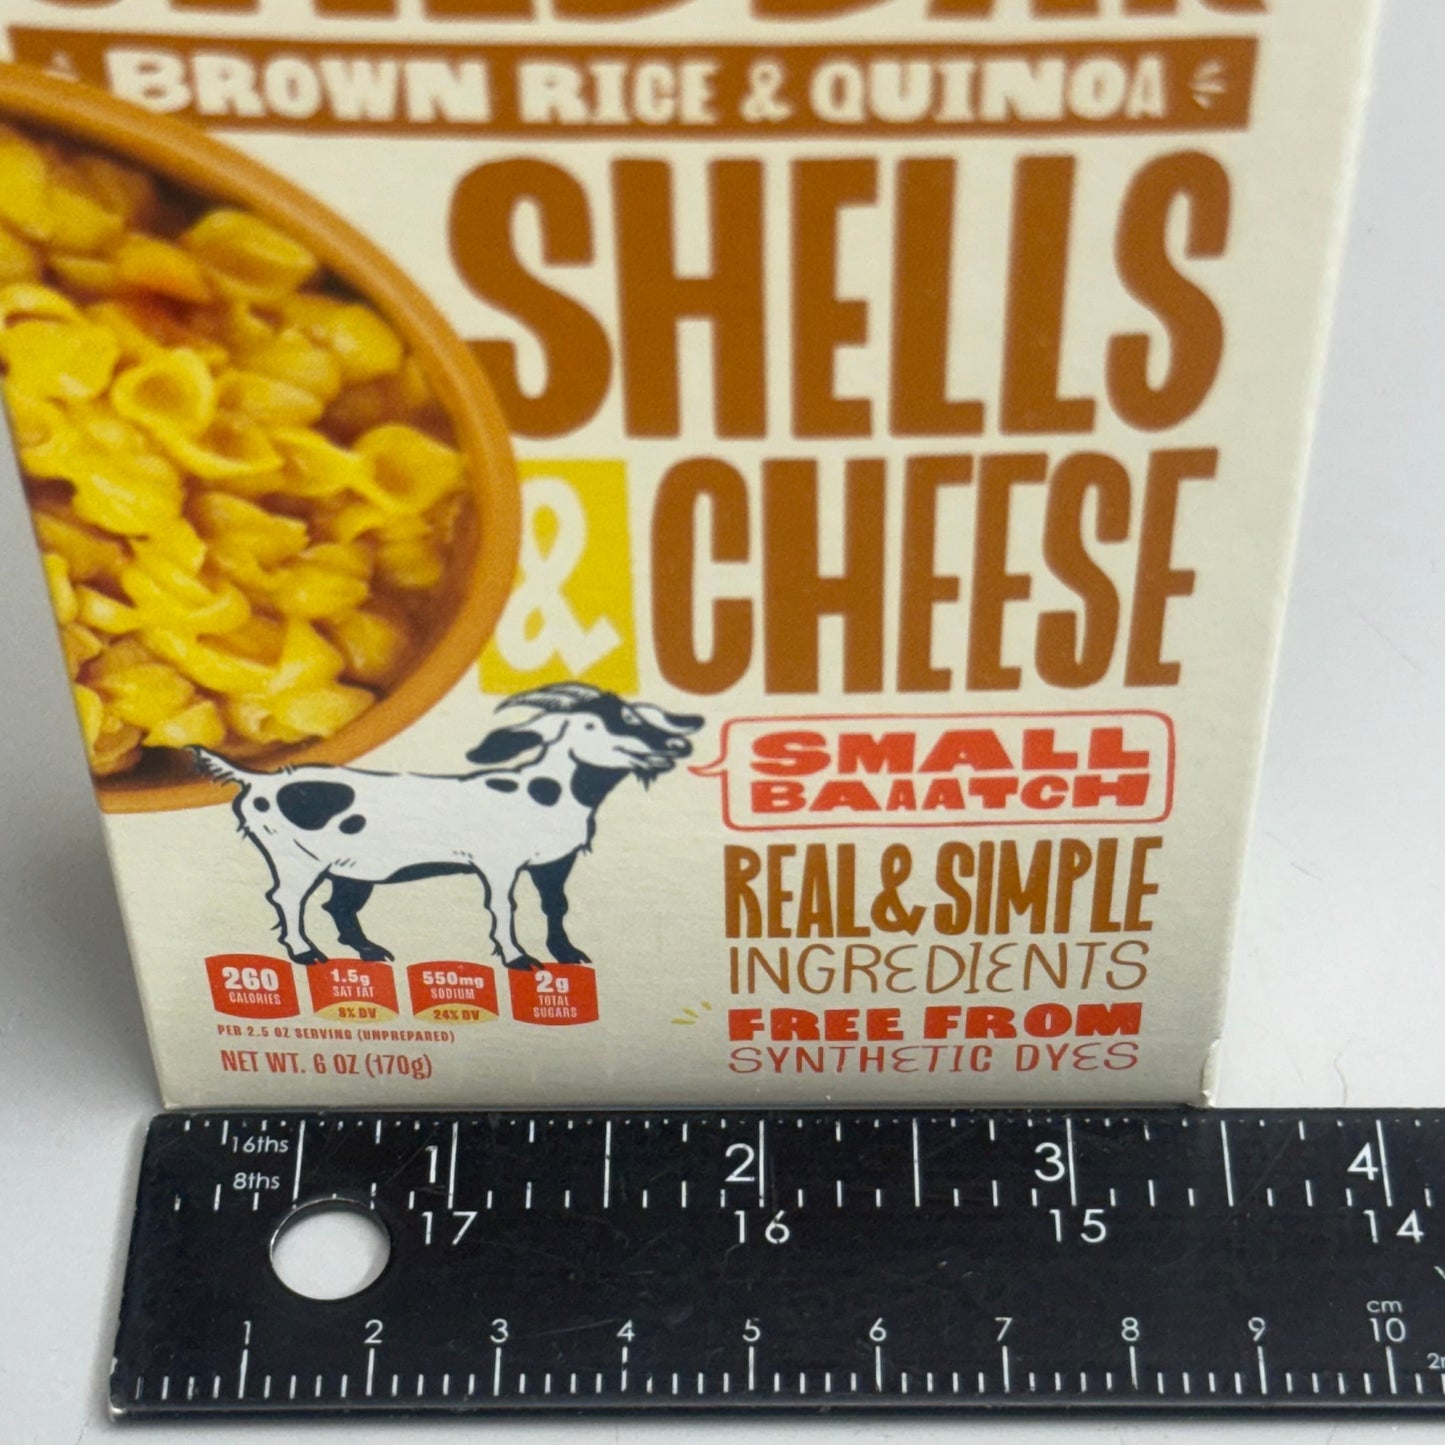 BROWN RICE & QUINOA
SHELLS
& CHEESE
SMALL
BAAAATCH
REAL & SIMPLE
INGREDIENTS
FREE FROM
SYNTHETIC DYES
260 CALORIES
1.5g SAT FAT 8% DV
550mg SODIUM 24% DV
2g TOTAL SUGARS
PER 2.5 OZ SERVING (UNPREPARED)
NET WT. 6 OZ (170g)
16ths
8ths
1 2 3 4
17 16 15 14
cm
1 2 3 4 5 6 7 8 9 10